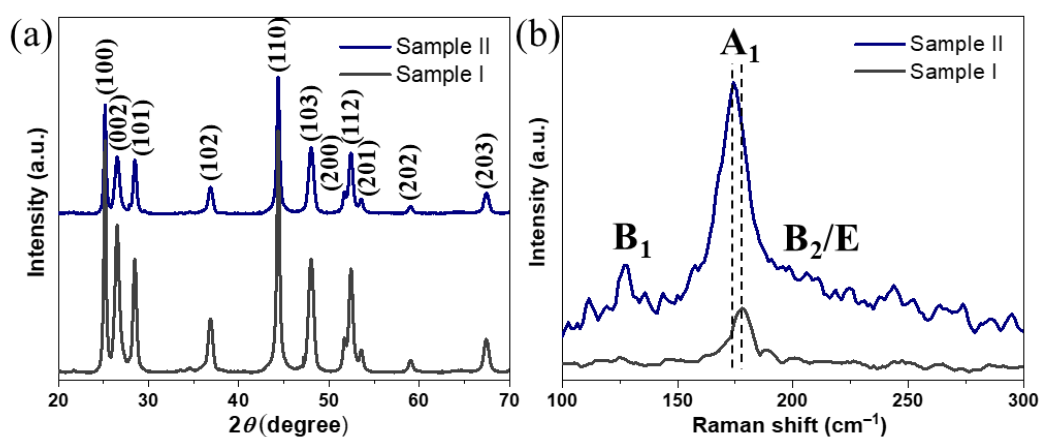 (a)
Sample II
Sample I
(100)
(002)
(101)
(102)
(110)
(103)
(200)
(112)
(201)
(202)
(203)
Intensity (a.u.)
20 30 40 50 60 70
2θ (degree)
(b)
Sample II
Sample I
A1
B1
B2/E
Intensity (a.u.)
100 150 200 250 300
Raman shift (cm⁻¹)